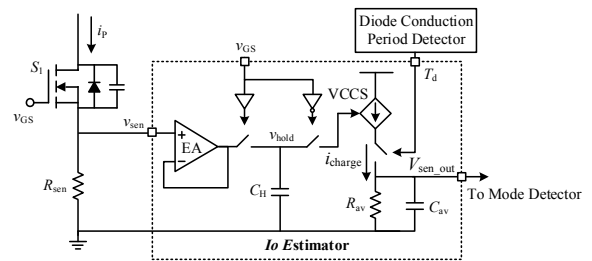 Diode Conduction
Period Detector
iP
S1
vGS
vGS
Td
VCCS
vsen
EA
vhold
icharge
Vsen_out
To Mode Detector
Rsen
CH
Rav
Cav
Io Estimator
+
−